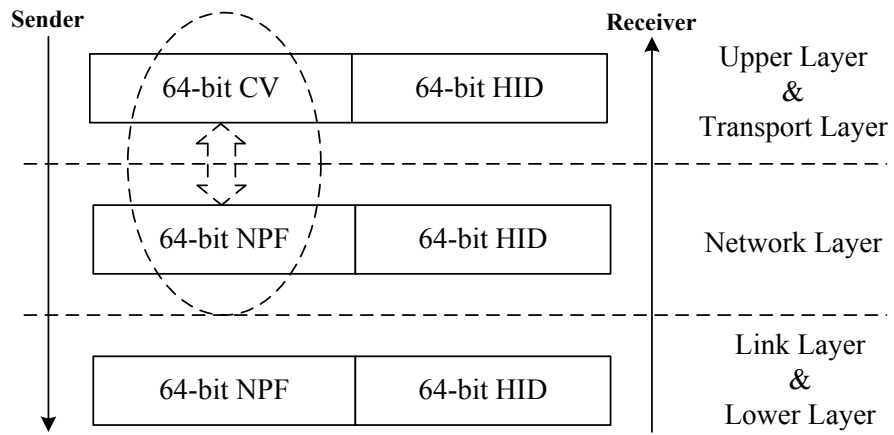 Sender
Receiver
64-bit CV
64-bit HID
Upper Layer
&
Transport Layer
64-bit NPF
64-bit HID
Network Layer
64-bit NPF
64-bit HID
Link Layer
&
Lower Layer